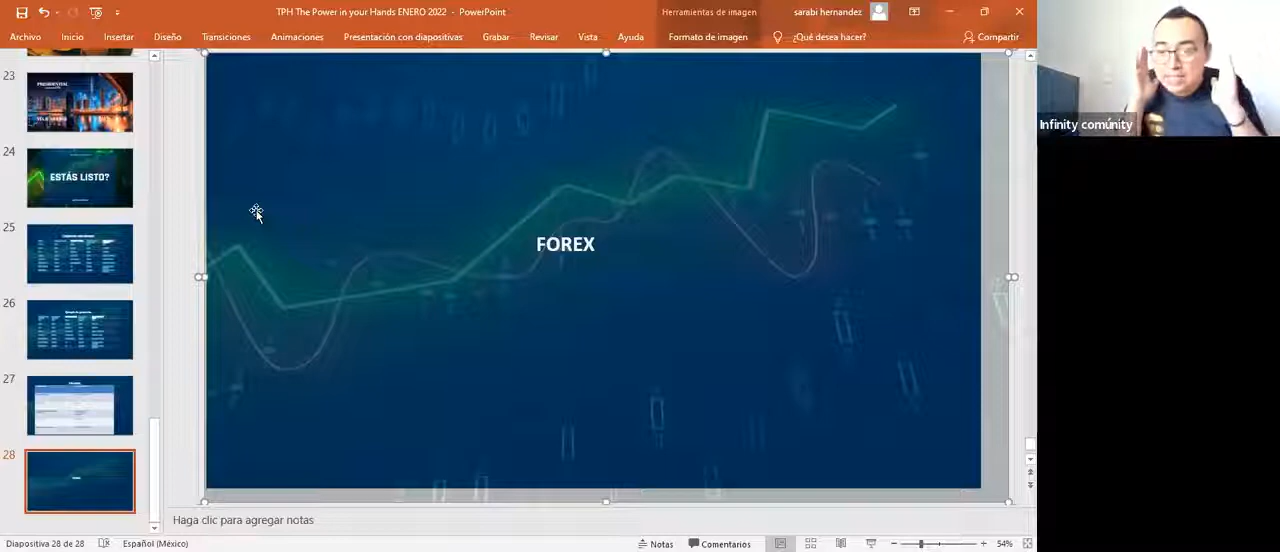 TPH The Power in your Hands ENERO 2022 - PowerPoint
Herramientas de imagen
sarabi hernandez
Archivo Inicio Insertar Diseño Transiciones Animaciones Presentación con diapositivas Grabar Revisar Vista Ayuda Formato de imagen ¿Qué desea hacer? Compartir
23
PRESIDENTIAL
24
ESTÁS LISTO?
25
26
27
28
FOREX
Infinity comúnity
Haga clic para agregar notas
Diapositiva 28 de 28 Español (México) Notas Comentarios 54%